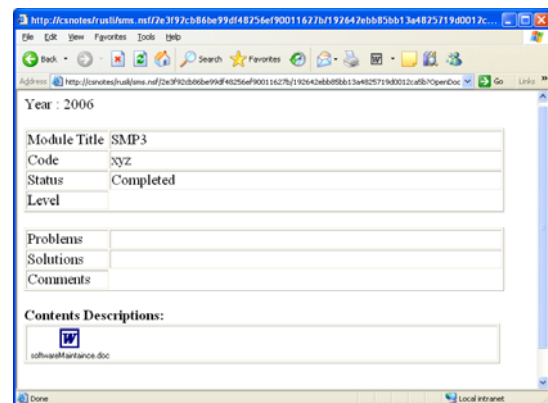 http://csnotes/rusli/sms.nsf/2e3f92cb86be99df48256ef90011627b/192642ebb85bb13a4825719d0012c...
File Edit View Favorites Tools Help
Back Search Favorites
Address http://csnotes/rusli/sms.nsf/2e3f92cb86be99df48256ef90011627b/192642ebb85bb13a4825719d0012ca5b?OpenDoc Go Links »
Year : 2006
Module Title SMP3
Code xyz
Status Completed
Level
Problems
Solutions
Comments
Contents Descriptions:
W
softwareMaintaince.doc
Done Local intranet